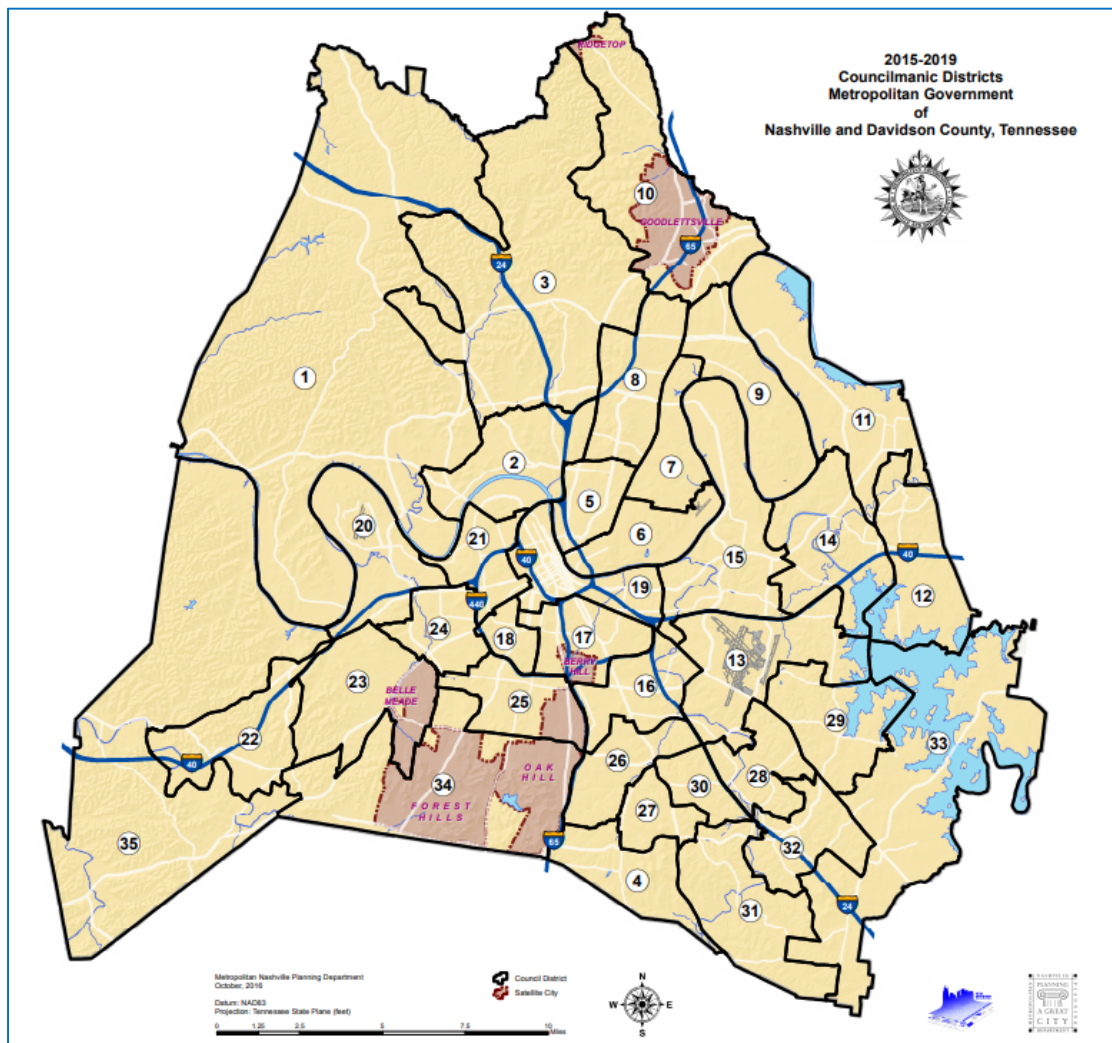 2015-2019
Councilmanic Districts
Metropolitan Government
of
Nashville and Davidson County, Tennessee
RIDGETOP
10
GOODLETTSVILLE
65
24
3
1
8
9
11
2
7
5
20
21
6
14
40
40
15
19
12
440
24
18
17
13
BERRY
HILL
16
23
BELLE
MEADE
25
29
33
22
40
26
28
34
OAK
HILL
30
27
FOREST
HILLS
65
32
35
4
24
31
Metropolitan Nashville Planning Department
October, 2016
Datum: NAD83
Projection: Tennessee State Plane (feet)
0 1.25 2.5 5 7.5 10
Miles
Council District
Satellite City
N
W E
S
NASHVILLE
METROPOLITAN
PLANNING
A GREAT
CITY
DEPARTMENT